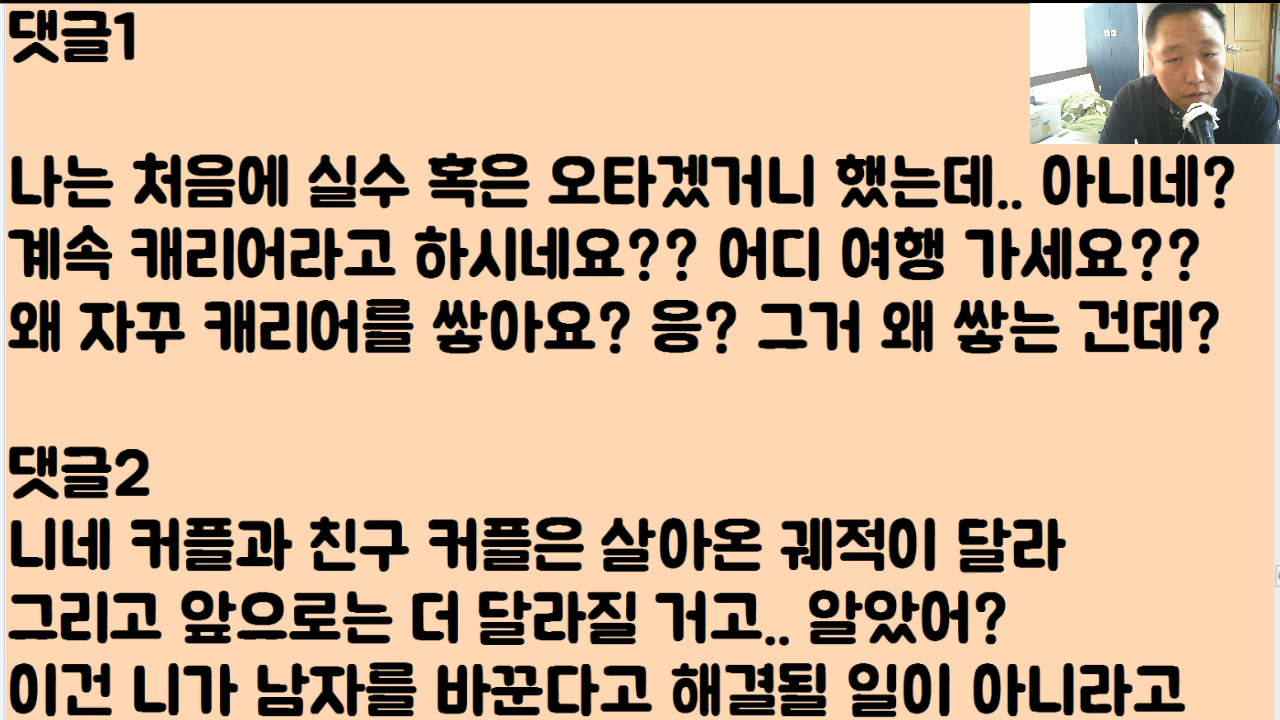 댓글1
나는 처음에 실수 혹은 오타겠거니 했는데.. 아니네?
계속 캐리어라고 하시네요?? 어디 여행 가세요??
왜 자꾸 캐리어를 쌓아요? 응? 그거 왜 쌓는 건데?
댓글2
니네 커플과 친구 커플은 살아온 궤적이 달라
그리고 앞으로는 더 달라질 거고.. 알았어?
이건 니가 남자를 바꾼다고 해결될 일이 아니라고